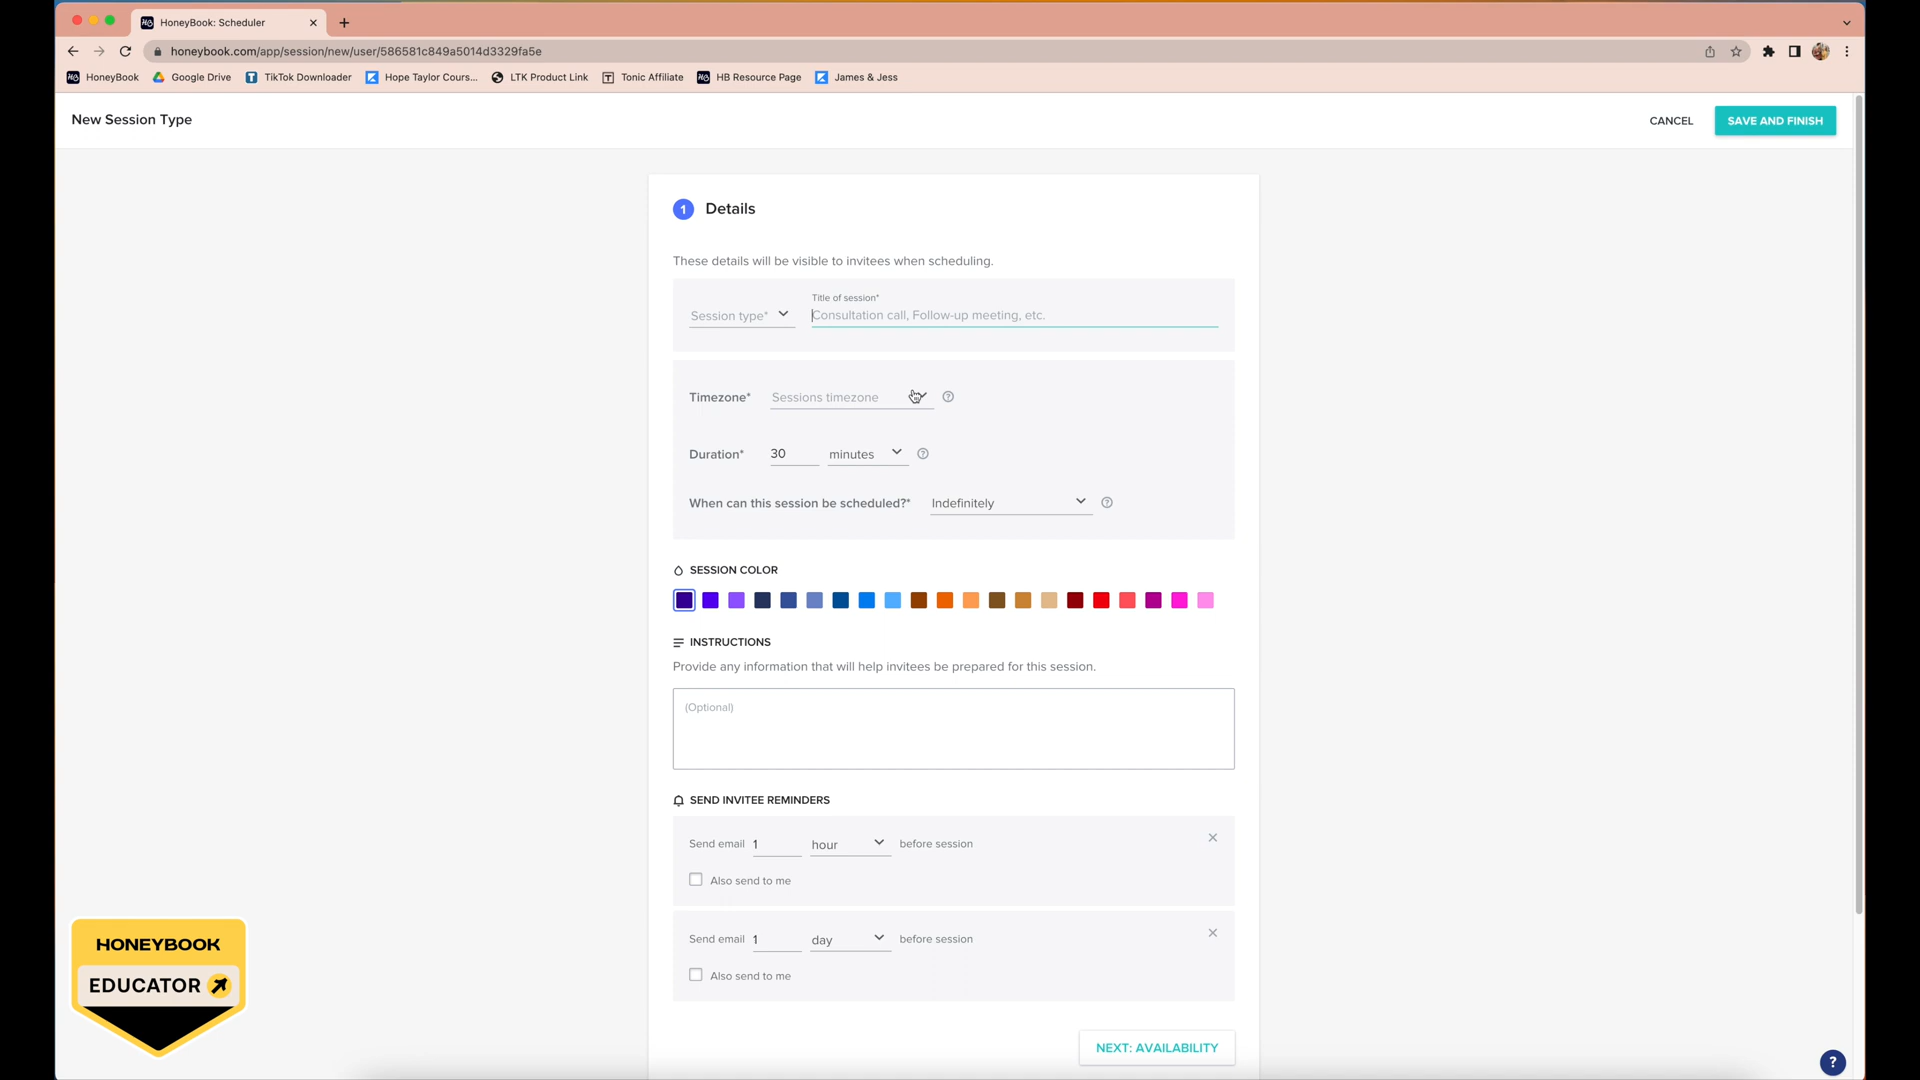 HoneyBook: Scheduler
honeybook.com/app/session/new/user/586581c849a5014d3329fa5e
HoneyBook Google Drive TikTok Downloader Hope Taylor Cours... LTK Product Link Tonic Affiliate HB Resource Page James & Jess
New Session Type
CANCEL
SAVE AND FINISH
1 Details
These details will be visible to invitees when scheduling.
Title of session*
Session type* Consultation call, Follow-up meeting, etc.
Timezone* Sessions timezone
Duration* 30 minutes
When can this session be scheduled?* Indefinitely
SESSION COLOR
INSTRUCTIONS
Provide any information that will help invitees be prepared for this session.
(Optional)
SEND INVITEE REMINDERS
Send email 1 hour before session
Also send to me
Send email 1 day before session
Also send to me
NEXT: AVAILABILITY
HONEYBOOK
EDUCATOR
?